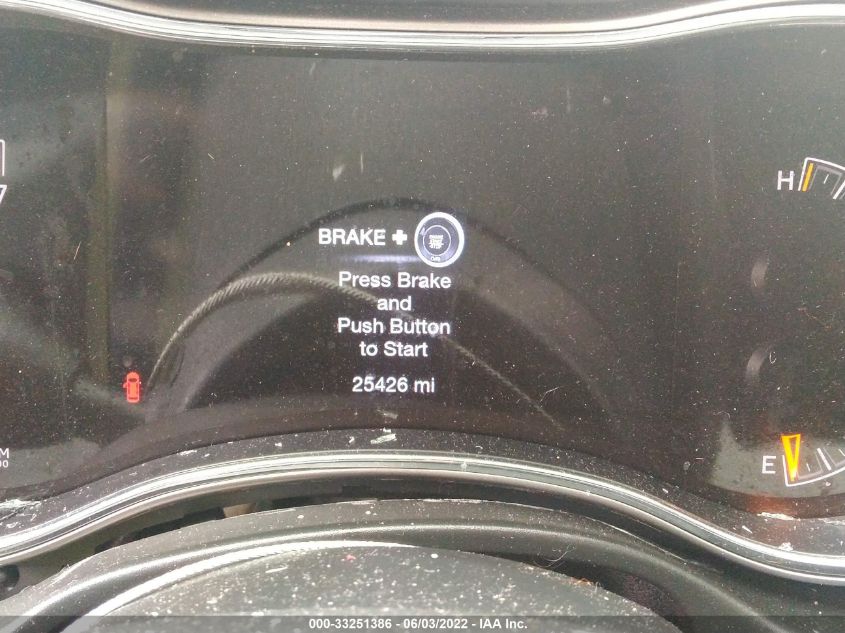 H
BRAKE +
Press Brake
and
Push Button
to Start
25426 mi
E
000-33251386 - 06/03/2022 - IAA Inc.